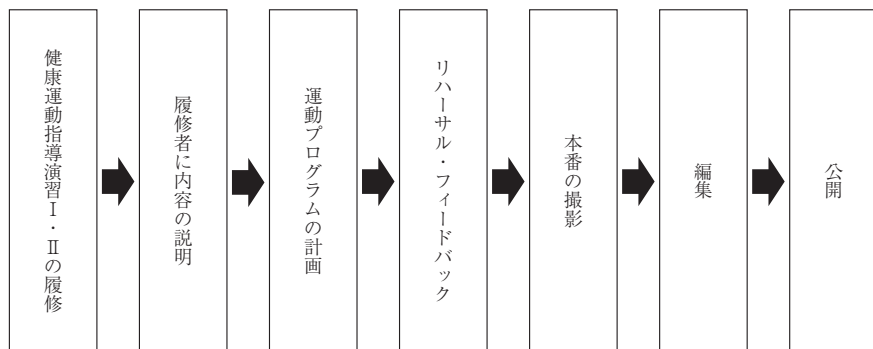 健康運動指導演習Ⅰ・Ⅱの履修
履修者に内容の説明
運動プログラムの計画
リハーサル・フィードバック
本番の撮影
編集
公開